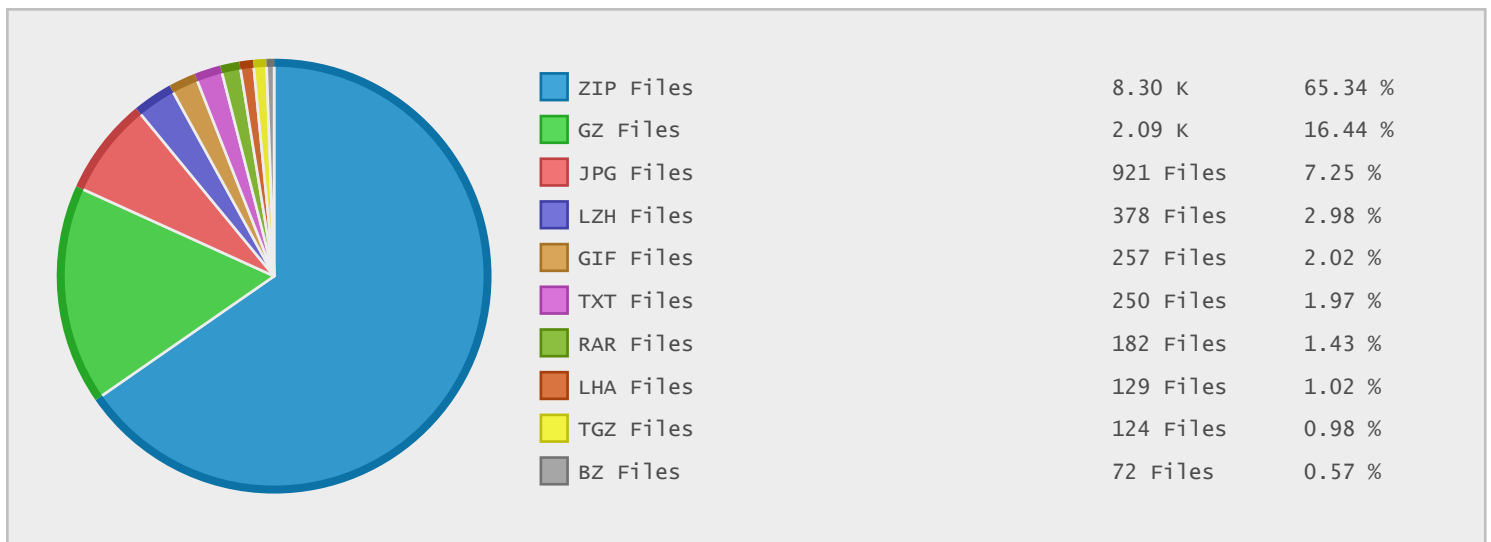 ZIP Files 8.30 K 65.34 %
GZ Files 2.09 K 16.44 %
JPG Files 921 Files 7.25 %
LZH Files 378 Files 2.98 %
GIF Files 257 Files 2.02 %
TXT Files 250 Files 1.97 %
RAR Files 182 Files 1.43 %
LHA Files 129 Files 1.02 %
TGZ Files 124 Files 0.98 %
BZ Files 72 Files 0.57 %